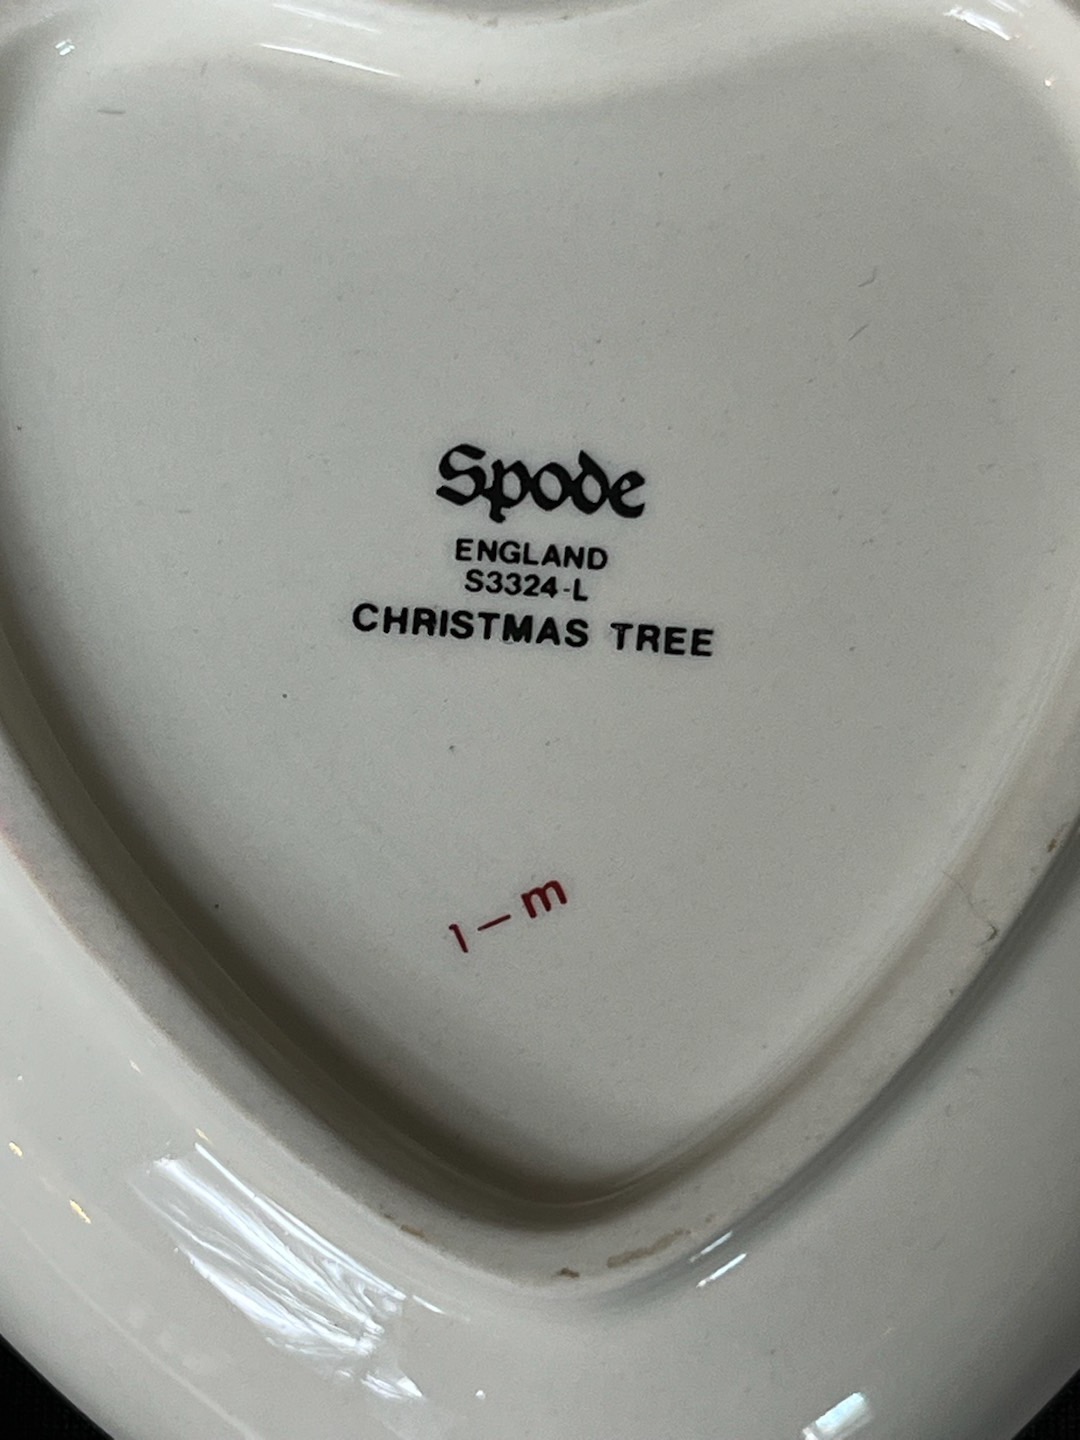 Spode
ENGLAND
S3324-L
CHRISTMAS TREE
1 – m